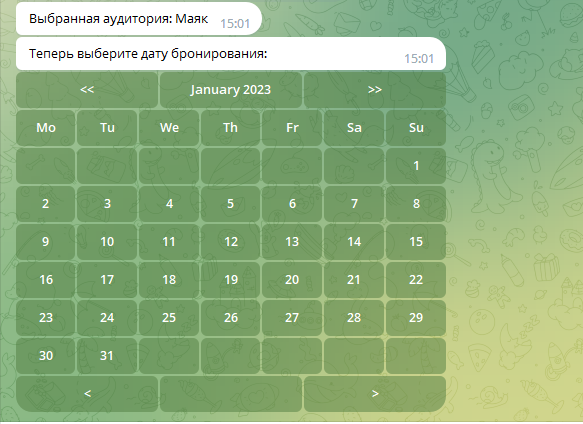 Выбранная аудитория: Маяк 15:01
Теперь выберите дату бронирования: 15:01
<< January 2023 >>
Mo Tu We Th Fr Sa Su
1
2 3 4 5 6 7 8
9 10 11 12 13 14 15
16 17 18 19 20 21 22
23 24 25 26 27 28 29
30 31
< >